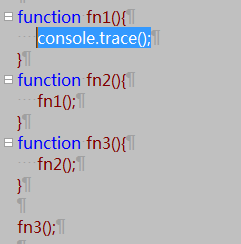 function fn1(){
console.trace();
}
function fn2(){
fn1();
}
function fn3(){
fn2();
}
fn3();